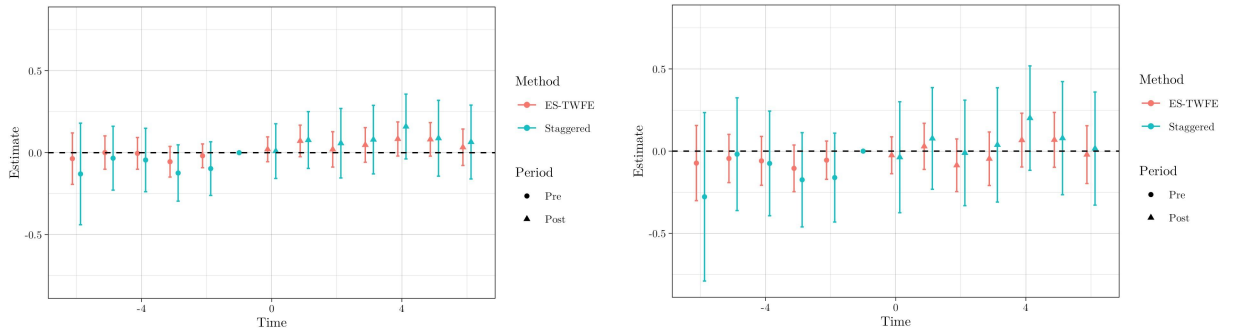 0.5
0.0
-0.5
Estimate
-4
0
4
Time
Method
ES-TWFE
Staggered
Period
Pre
Post
0.5
0.0
-0.5
Estimate
-4
0
4
Time
Method
ES-TWFE
Staggered
Period
Pre
Post